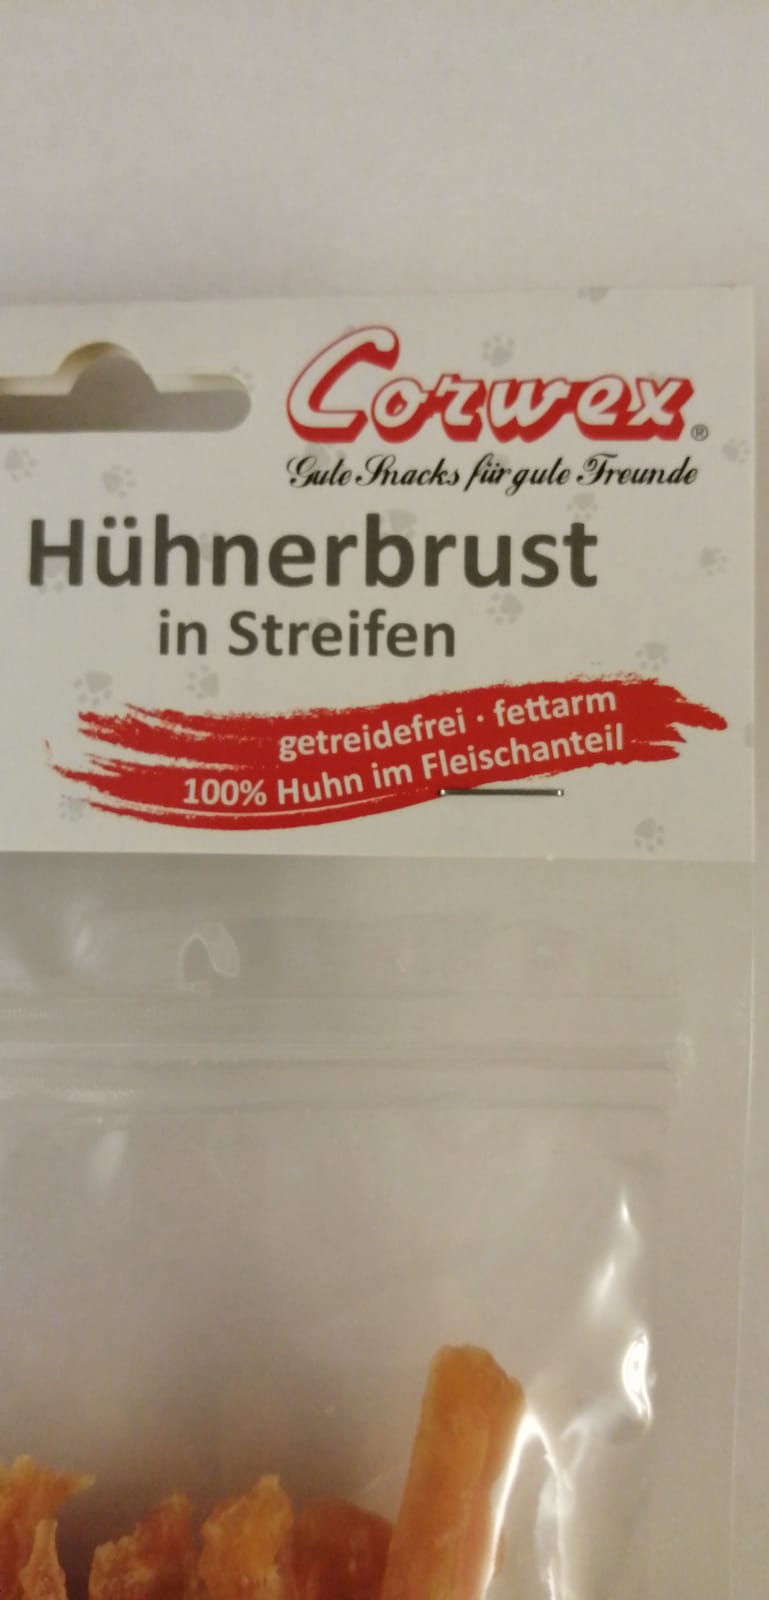 Corwex®
Gute Snacks für gute Freunde
Hühnerbrust
in Streifen
getreidefrei · fettarm
100% Huhn im Fleischanteil